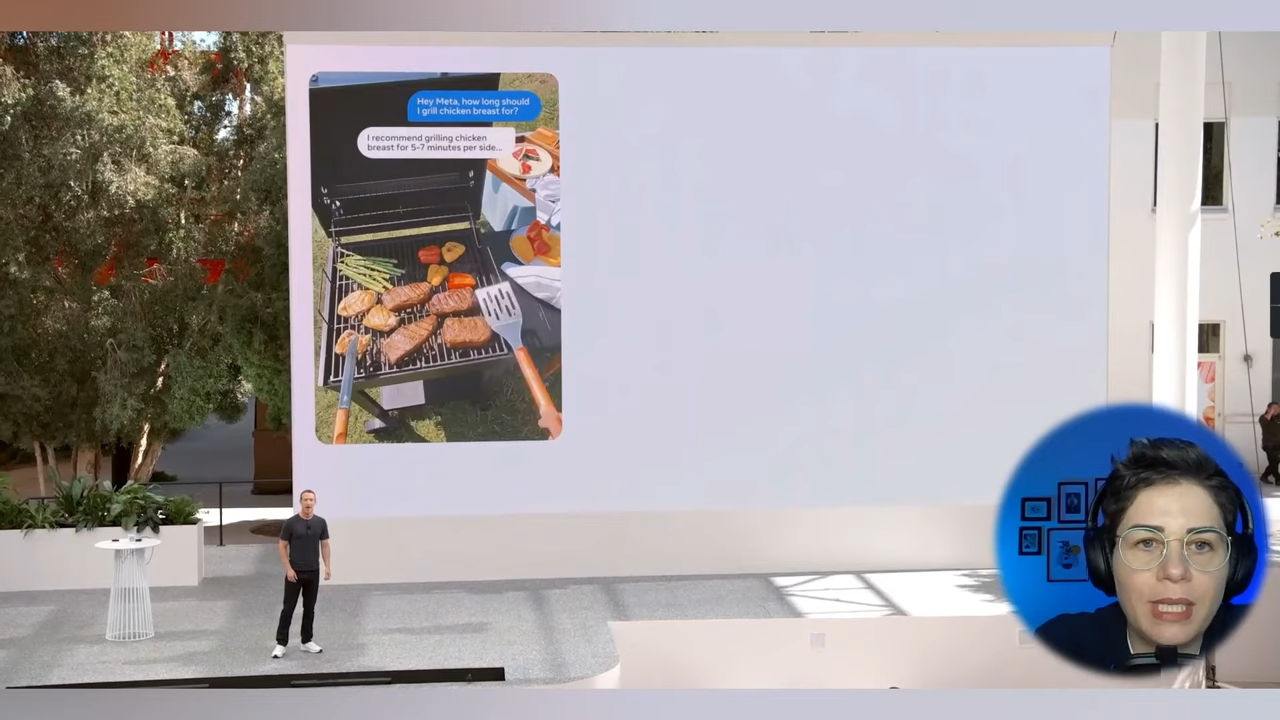 Hey Meta, how long should
I grill chicken breast for?
I recommend grilling chicken
breast for 5-7 minutes per side...